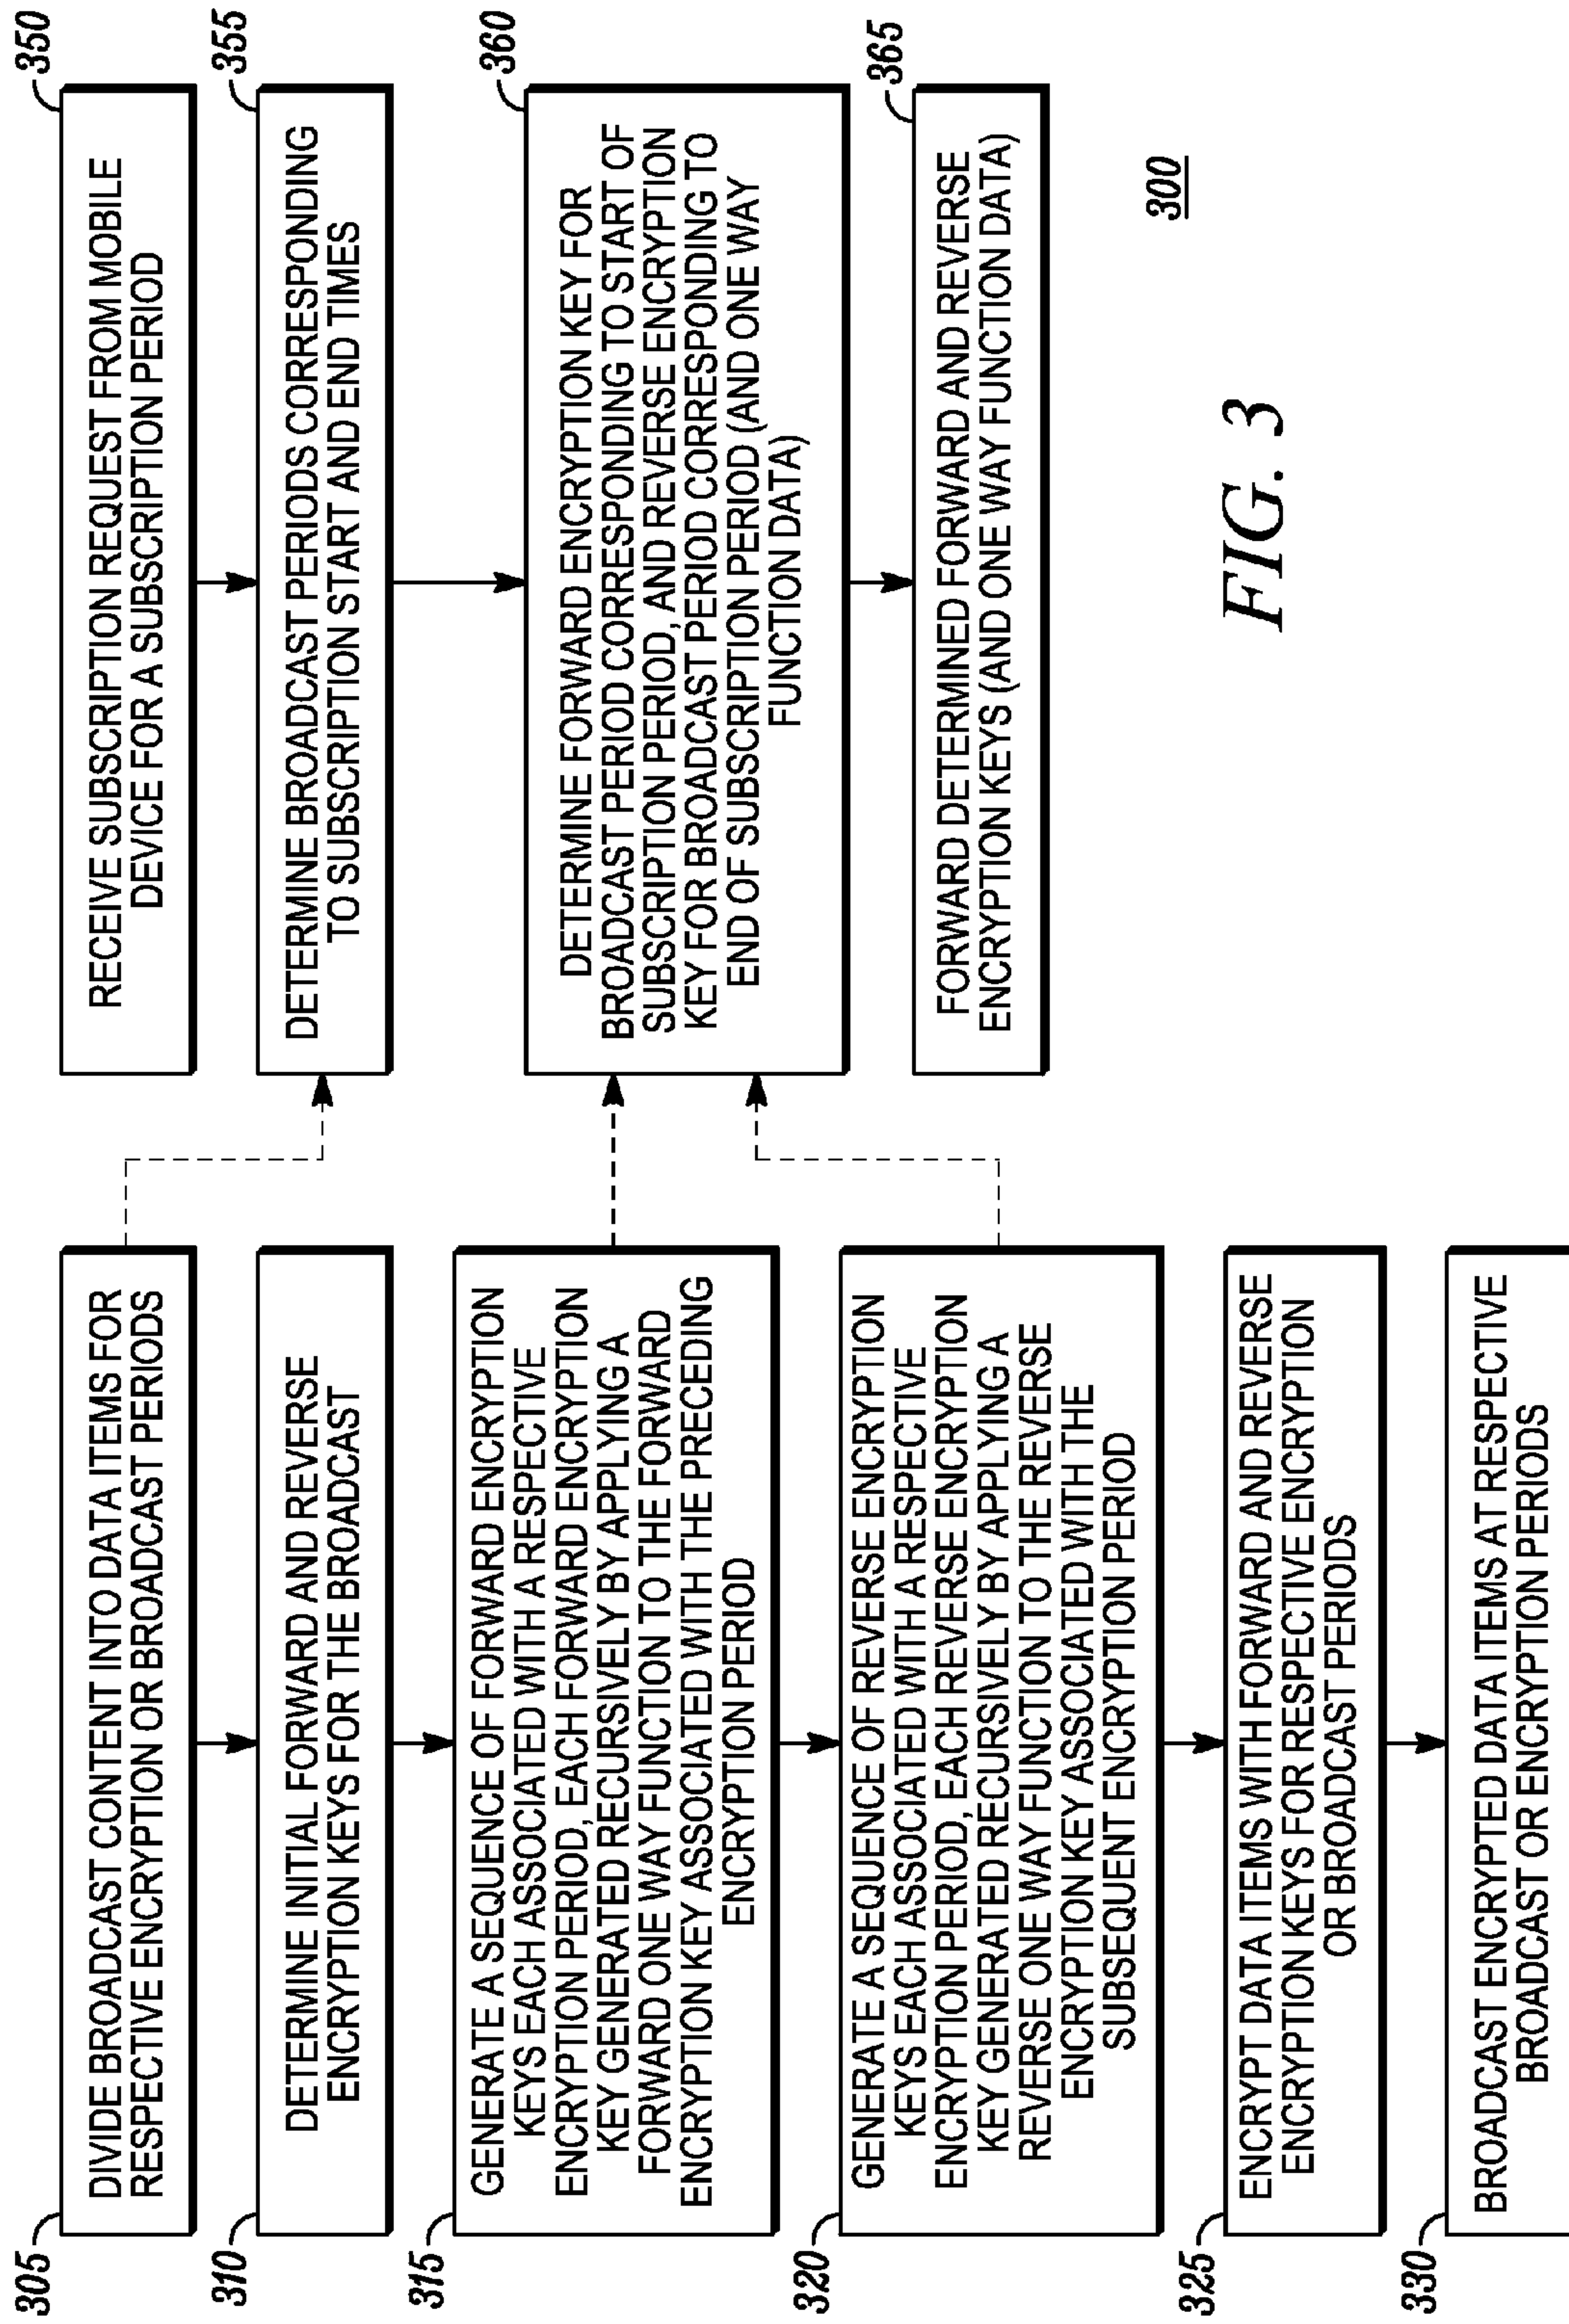 305
DIVIDE BROADCAST CONTENT INTO DATA ITEMS FOR
RESPECTIVE ENCRYPTION OR BROADCAST PERIODS
310
DETERMINE INITIAL FORWARD AND REVERSE
ENCRYPTION KEYS FOR THE BROADCAST
315
GENERATE A SEQUENCE OF FORWARD ENCRYPTION
KEYS EACH ASSOCIATED WITH A RESPECTIVE
ENCRYPTION PERIOD, EACH FORWARD ENCRYPTION
KEY GENERATED RECURSIVELY BY APPLYING A
FORWARD ONE WAY FUNCTION TO THE FORWARD
ENCRYPTION KEY ASSOCIATED WITH THE PRECEDING
ENCRYPTION PERIOD
320
GENERATE A SEQUENCE OF REVERSE ENCRYPTION
KEYS EACH ASSOCIATED WITH A RESPECTIVE
ENCRYPTION PERIOD, EACH REVERSE ENCRYPTION
KEY GENERATED RECURSIVELY BY APPLYING A
REVERSE ONE WAY FUNCTION TO THE REVERSE
ENCRYPTION KEY ASSOCIATED WITH THE
SUBSEQUENT ENCRYPTION PERIOD
325
ENCRYPT DATA ITEMS WITH FORWARD AND REVERSE
ENCRYPTION KEYS FOR RESPECTIVE ENCRYPTION
OR BROADCAST PERIODS
330
BROADCAST ENCRYPTED DATA ITEMS AT RESPECTIVE
BROADCAST OR ENCRYPTION PERIODS
350
RECEIVE SUBSCRIPTION REQUEST FROM MOBILE
DEVICE FOR A SUBSCRIPTION PERIOD
355
DETERMINE BROADCAST PERIODS CORRESPONDING
TO SUBSCRIPTION START AND END TIMES
360
DETERMINE FORWARD ENCRYPTION KEY FOR
BROADCAST PERIOD CORRESPONDING TO START OF
SUBSCRIPTION PERIOD, AND REVERSE ENCRYPTION
KEY FOR BROADCAST PERIOD CORRESPONDING TO
END OF SUBSCRIPTION PERIOD (AND ONE WAY
FUNCTION DATA)
365
FORWARD DETERMINED FORWARD AND REVERSE
ENCRYPTION KEYS (AND ONE WAY FUNCTION DATA)
300
FIG. 3